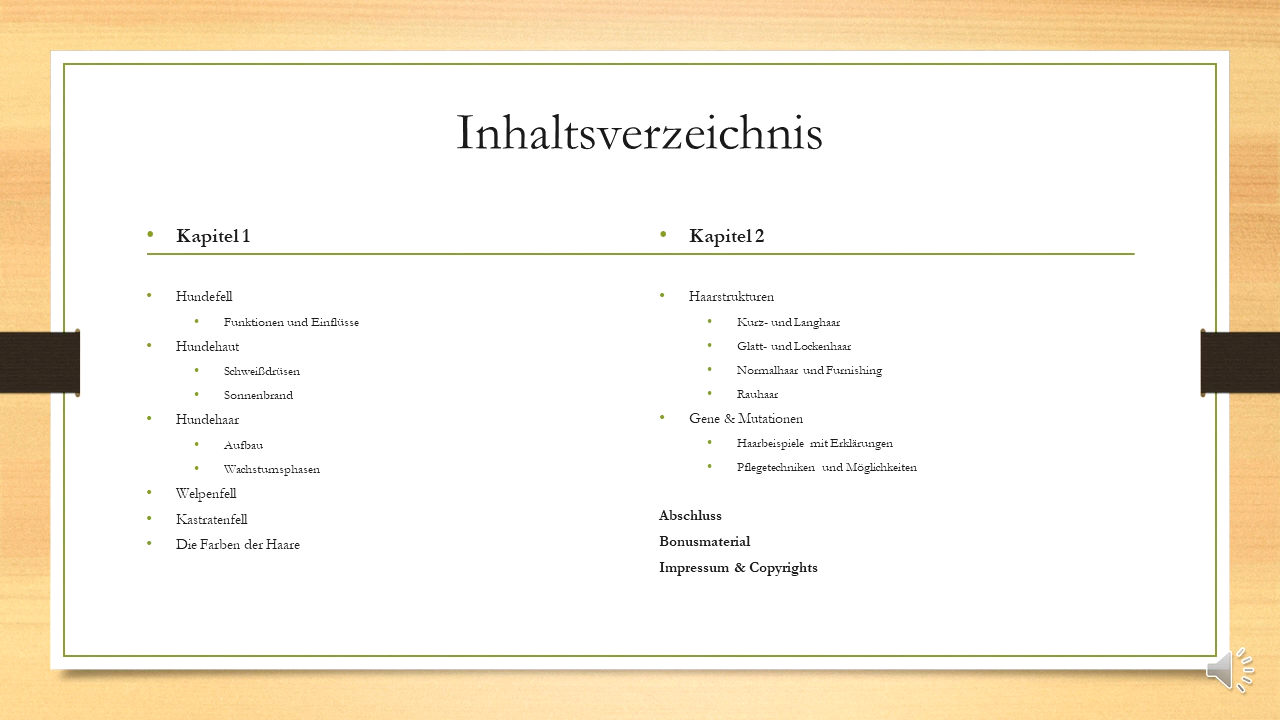 Inhaltsverzeichnis
• Kapitel 1
• Hundefell
• Funktionen und Einflüsse
• Hundehaut
• Schweißdrüsen
• Sonnenbrand
• Hundehaar
• Aufbau
• Wachstumsphasen
• Welpenfell
• Kastratenfell
• Die Farben der Haare
• Kapitel 2
• Haarstrukturen
• Kurz- und Langhaar
• Glatt- und Lockenhaar
• Normalhaar und Furnishing
• Rauhaar
• Gene & Mutationen
• Haarbeispiele mit Erklärungen
• Pflegetechniken und Möglichkeiten
Abschluss
Bonusmaterial
Impressum & Copyrights